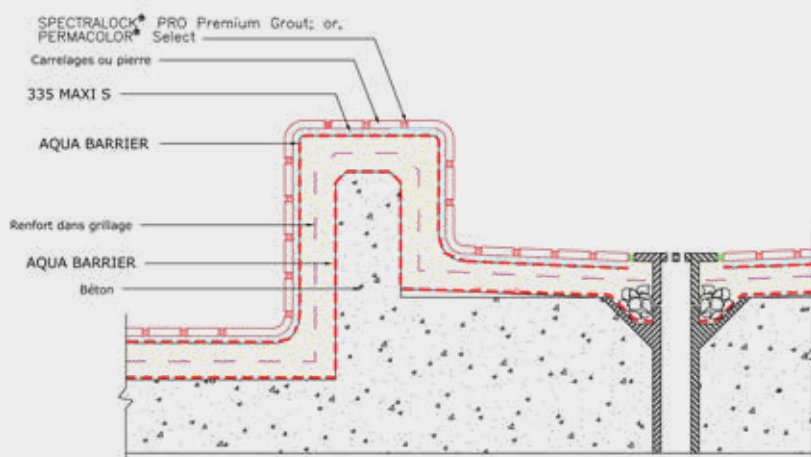 SPECTRALOCK® PRO Premium Grout; or,
PERMACOLOR® Select
Carrelages ou pierre
335 MAXI S
AQUA BARRIER
Renfort dans grillage
AQUA BARRIER
Béton